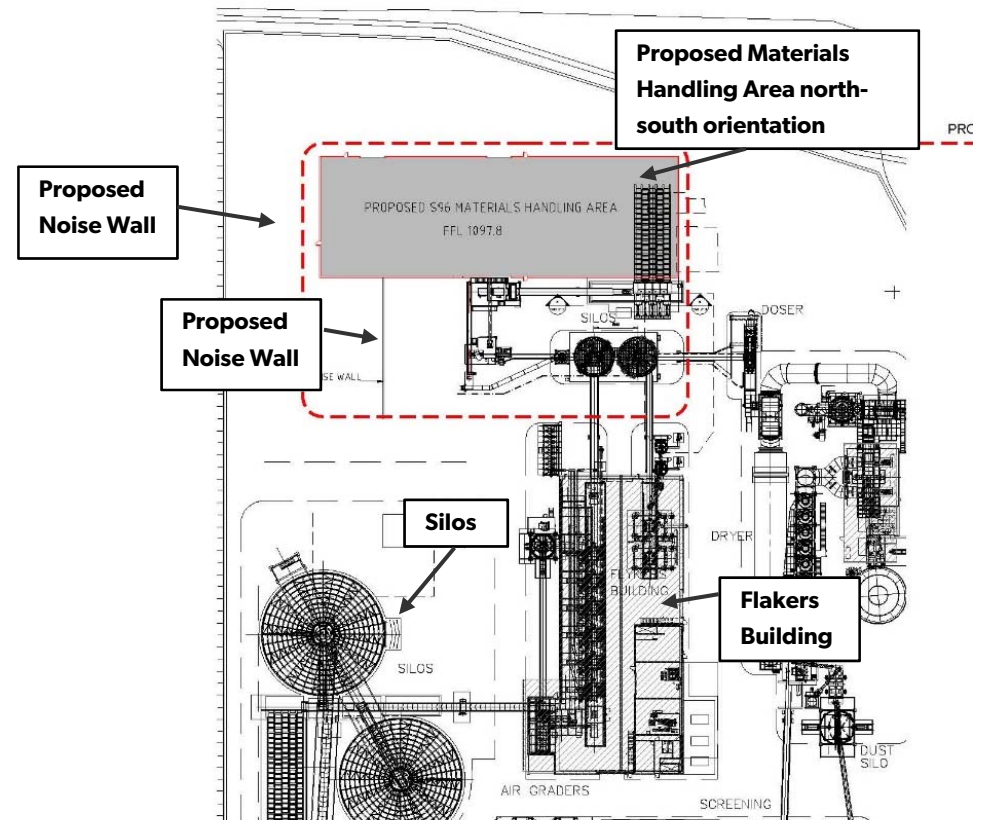 Proposed Materials
Handling Area north-
south orientation
PRO
Proposed
Noise Wall
PROPOSED S96 MATERIALS HANDLING AREA
FFL 1097.8
Proposed
Noise Wall
SILOS
DOSER
ISE WALL
Silos
DRYER
BUILDING
Flakers
Building
SILOS
DUST
SILO
AIR GRADERS
SCREENING